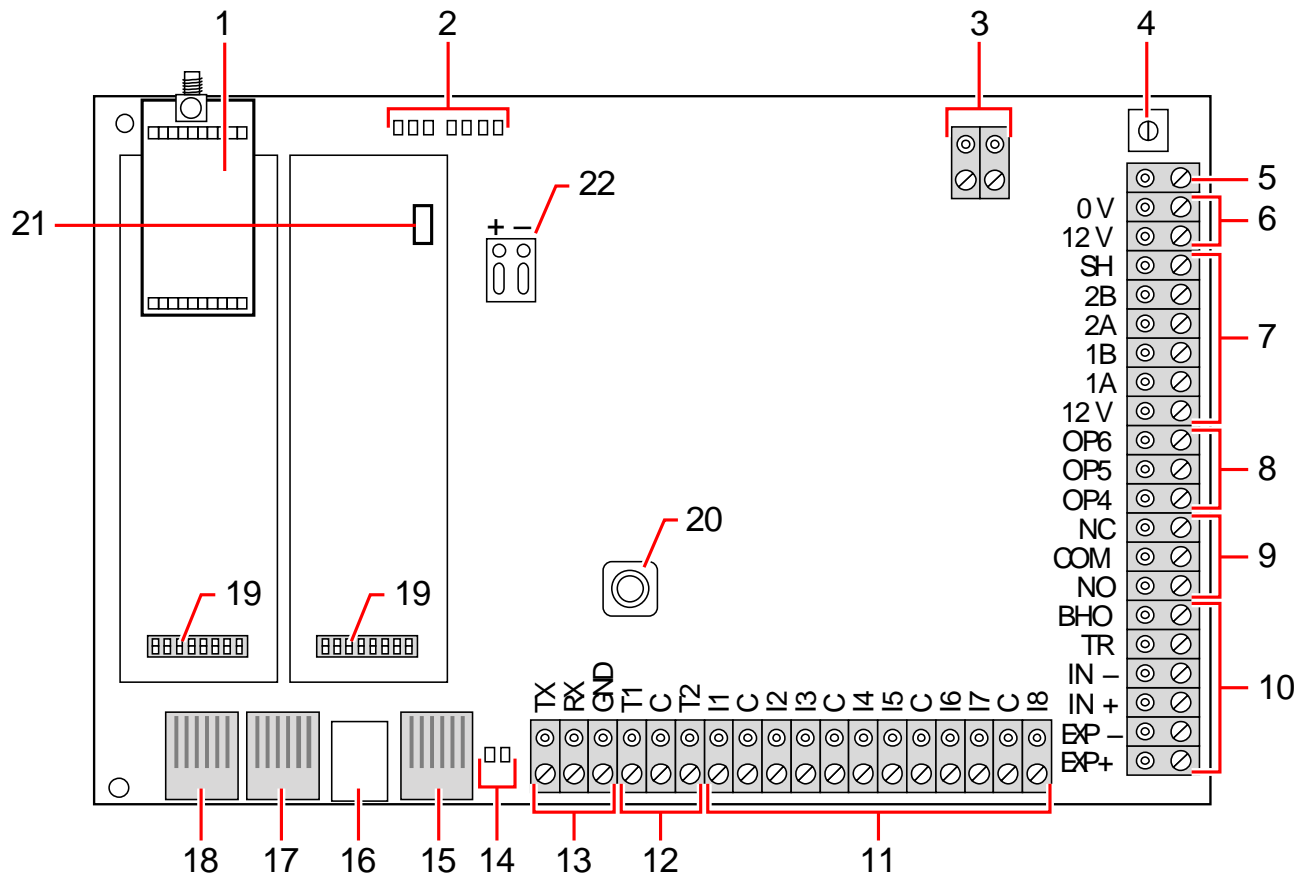 1
2
3
4
5
6
7
8
9
10
11
12
13
14
15
16
17
18
19
19
20
21
22
+ –
0 V
12 V
SH
2B
2A
1B
1A
12 V
OP6
OP5
OP4
NC
COM
NO
BHO
TR
IN –
IN +
EXP –
EXP+
TX
RX
GND
T1
C
T2
I1
C
I2
I3
C
I4
I5
C
I6
I7
C
I8